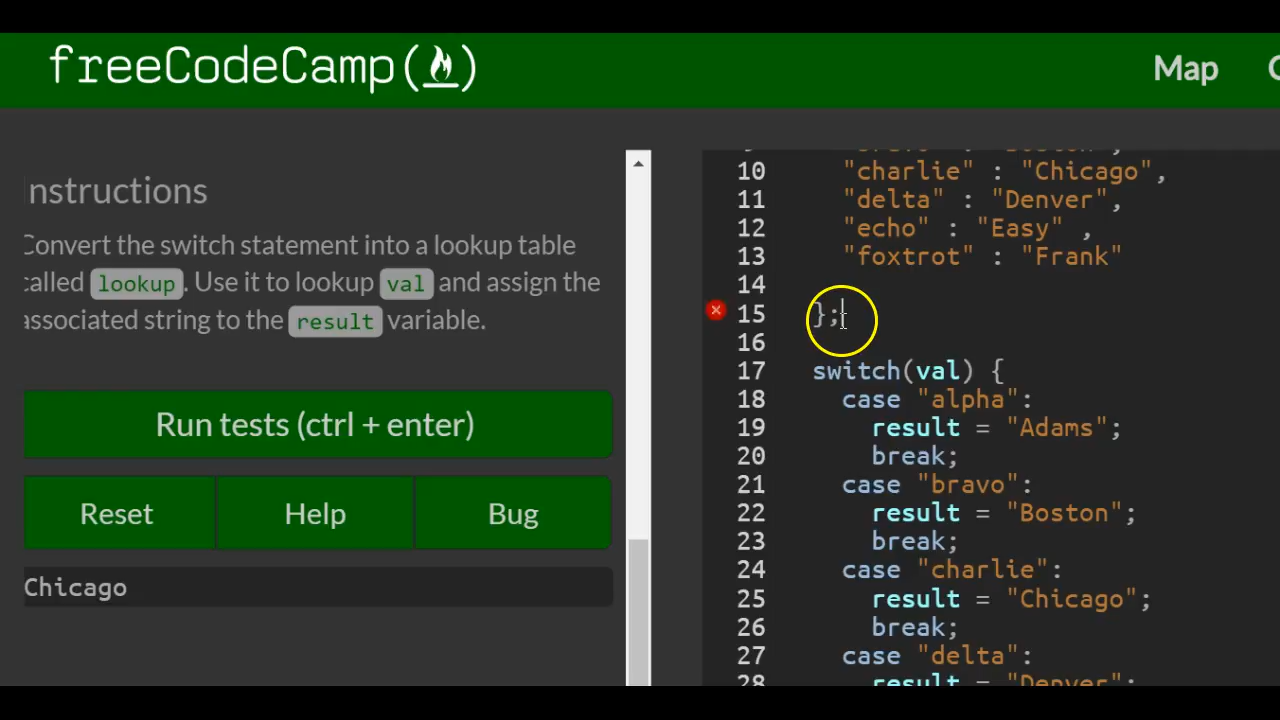 freeCodeCamp(🔥)
Map
nstructions
Convert the switch statement into a lookup table
called lookup. Use it to lookup val and assign the
associated string to the result variable.
Run tests (ctrl + enter)
Reset
Help
Bug
Chicago
10 "charlie" : "Chicago",
11 "delta" : "Denver",
12 "echo" : "Easy" ,
13 "foxtrot" : "Frank"
14
15 };
16
17 switch(val) {
18 case "alpha":
19 result = "Adams";
20 break;
21 case "bravo":
22 result = "Boston";
23 break;
24 case "charlie":
25 result = "Chicago";
26 break;
27 case "delta":
28 result = "Denver";